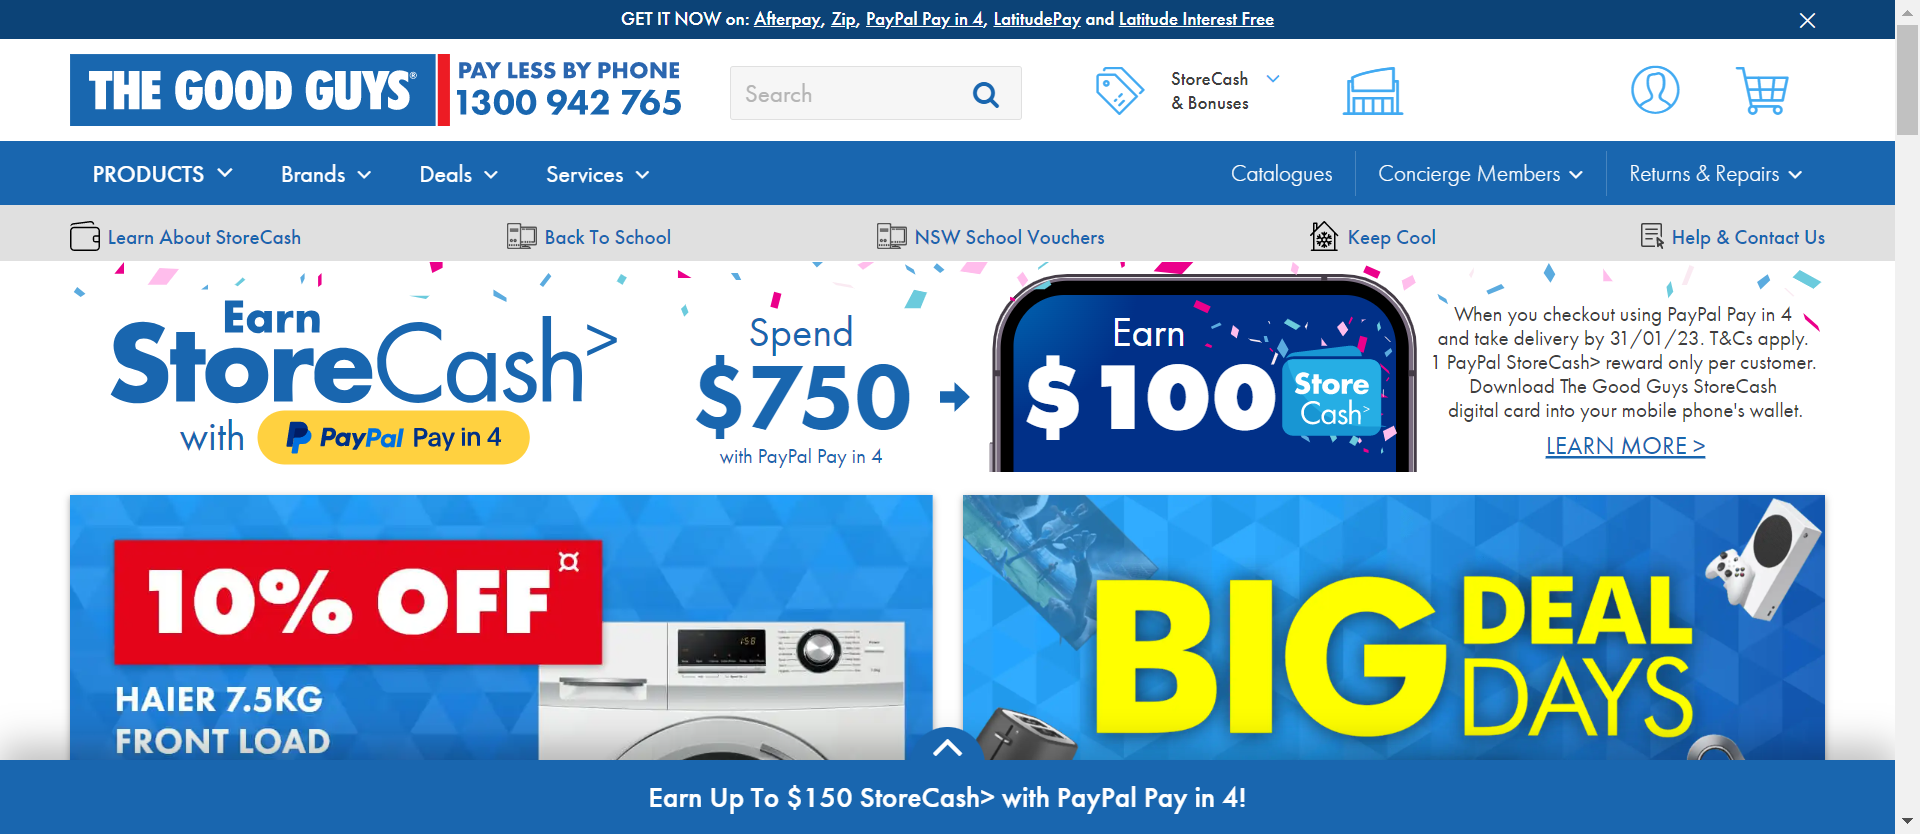 GET IT NOW on: Afterpay, Zip, PayPal Pay in 4, LatitudePay and Latitude Interest Free
THE GOOD GUYS®
PAY LESS BY PHONE
1300 942 765
Search
StoreCash
& Bonuses
PRODUCTS
Brands
Deals
Services
Catalogues
Concierge Members
Returns & Repairs
Learn About StoreCash
Back To School
NSW School Vouchers
Keep Cool
Help & Contact Us
Earn
StoreCash>
with PayPal Pay in 4
Spend
$750
with PayPal Pay in 4
Earn
$100
Store
Cash>
When you checkout using PayPal Pay in 4
and take delivery by 31/01/23. T&Cs apply.
1 PayPal StoreCash> reward only per customer.
Download The Good Guys StoreCash
digital card into your mobile phone's wallet.
LEARN MORE >
10% OFF¤
HAIER 7.5KG
FRONT LOAD
BIG DEAL
DAYS
Earn Up To $150 StoreCash> with PayPal Pay in 4!